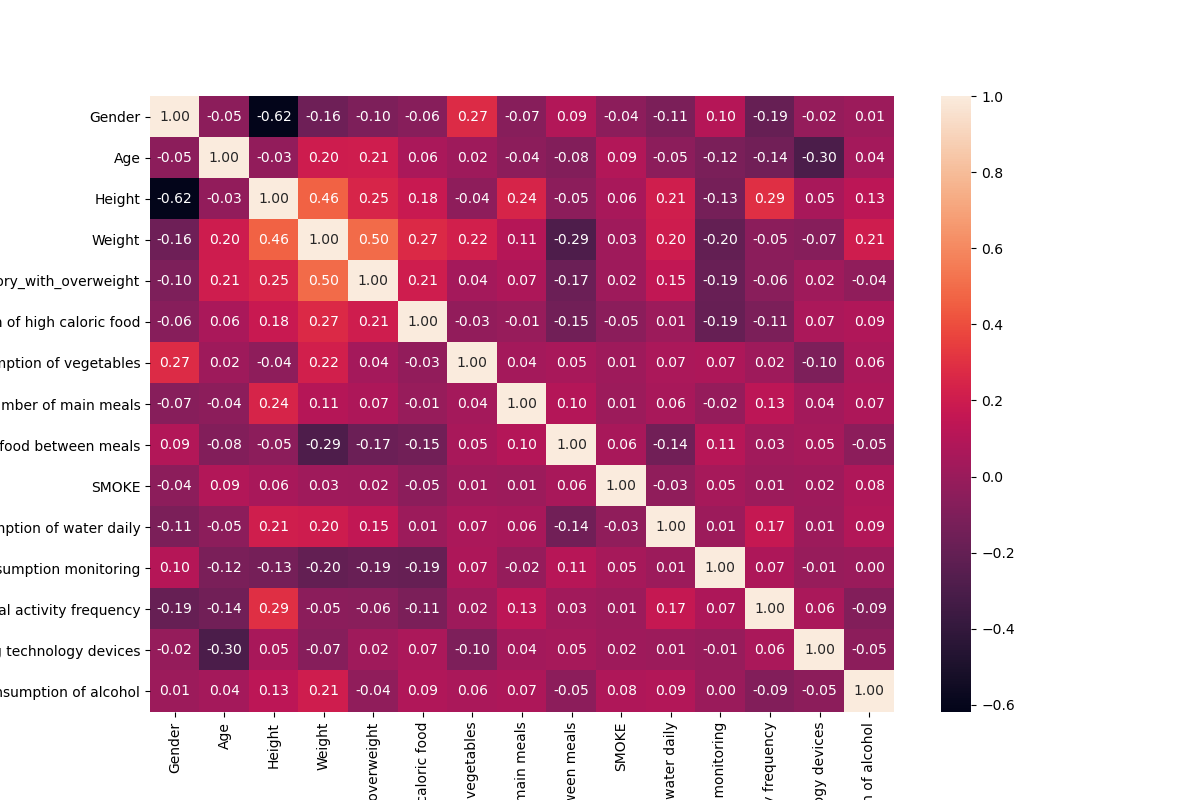 Gender 1.00 -0.05 -0.62 -0.16 -0.10 -0.06 0.27 -0.07 0.09 -0.04 -0.11 0.10 -0.19 -0.02 0.01
Age -0.05 1.00 -0.03 0.20 0.21 0.06 0.02 -0.04 -0.08 0.09 -0.05 -0.12 -0.14 -0.30 0.04
Height -0.62 -0.03 1.00 0.46 0.25 0.18 -0.04 0.24 -0.05 0.06 0.21 -0.13 0.29 0.05 0.13
Weight -0.16 0.20 0.46 1.00 0.50 0.27 0.22 0.11 -0.29 0.03 0.20 -0.20 -0.05 -0.07 0.21
ory_with_overweight -0.10 0.21 0.25 0.50 1.00 0.21 0.04 0.07 -0.17 0.02 0.15 -0.19 -0.06 0.02 -0.04
n of high caloric food -0.06 0.06 0.18 0.27 0.21 1.00 -0.03 -0.01 -0.15 -0.05 0.01 -0.19 -0.11 0.07 0.09
mption of vegetables 0.27 0.02 -0.04 0.22 0.04 -0.03 1.00 0.04 0.05 0.01 0.07 0.07 0.02 -0.10 0.06
mber of main meals -0.07 -0.04 0.24 0.11 0.07 -0.01 0.04 1.00 0.10 0.01 0.06 -0.02 0.13 0.04 0.07
food between meals 0.09 -0.08 -0.05 -0.29 -0.17 -0.15 0.05 0.10 1.00 0.06 -0.14 0.11 0.03 0.05 -0.05
SMOKE -0.04 0.09 0.06 0.03 0.02 -0.05 0.01 0.01 0.06 1.00 -0.03 0.05 0.01 0.02 0.08
mption of water daily -0.11 -0.05 0.21 0.20 0.15 0.01 0.07 0.06 -0.14 -0.03 1.00 0.01 0.17 0.01 0.09
sumption monitoring 0.10 -0.12 -0.13 -0.20 -0.19 -0.19 0.07 -0.02 0.11 0.05 0.01 1.00 0.07 -0.01 0.00
al activity frequency -0.19 -0.14 0.29 -0.05 -0.06 -0.11 0.02 0.13 0.03 0.01 0.17 0.07 1.00 0.06 -0.09
g technology devices -0.02 -0.30 0.05 -0.07 0.02 0.07 -0.10 0.04 0.05 0.02 0.01 -0.01 0.06 1.00 -0.05
nsumption of alcohol 0.01 0.04 0.13 0.21 -0.04 0.09 0.06 0.07 -0.05 0.08 0.09 0.00 -0.09 -0.05 1.00
Gender
Age
Height
Weight
overweight
caloric food
vegetables
main meals
ween meals
SMOKE
water daily
monitoring
y frequency
ogy devices
n of alcohol
1.0
0.8
0.6
0.4
0.2
0.0
−0.2
−0.4
−0.6